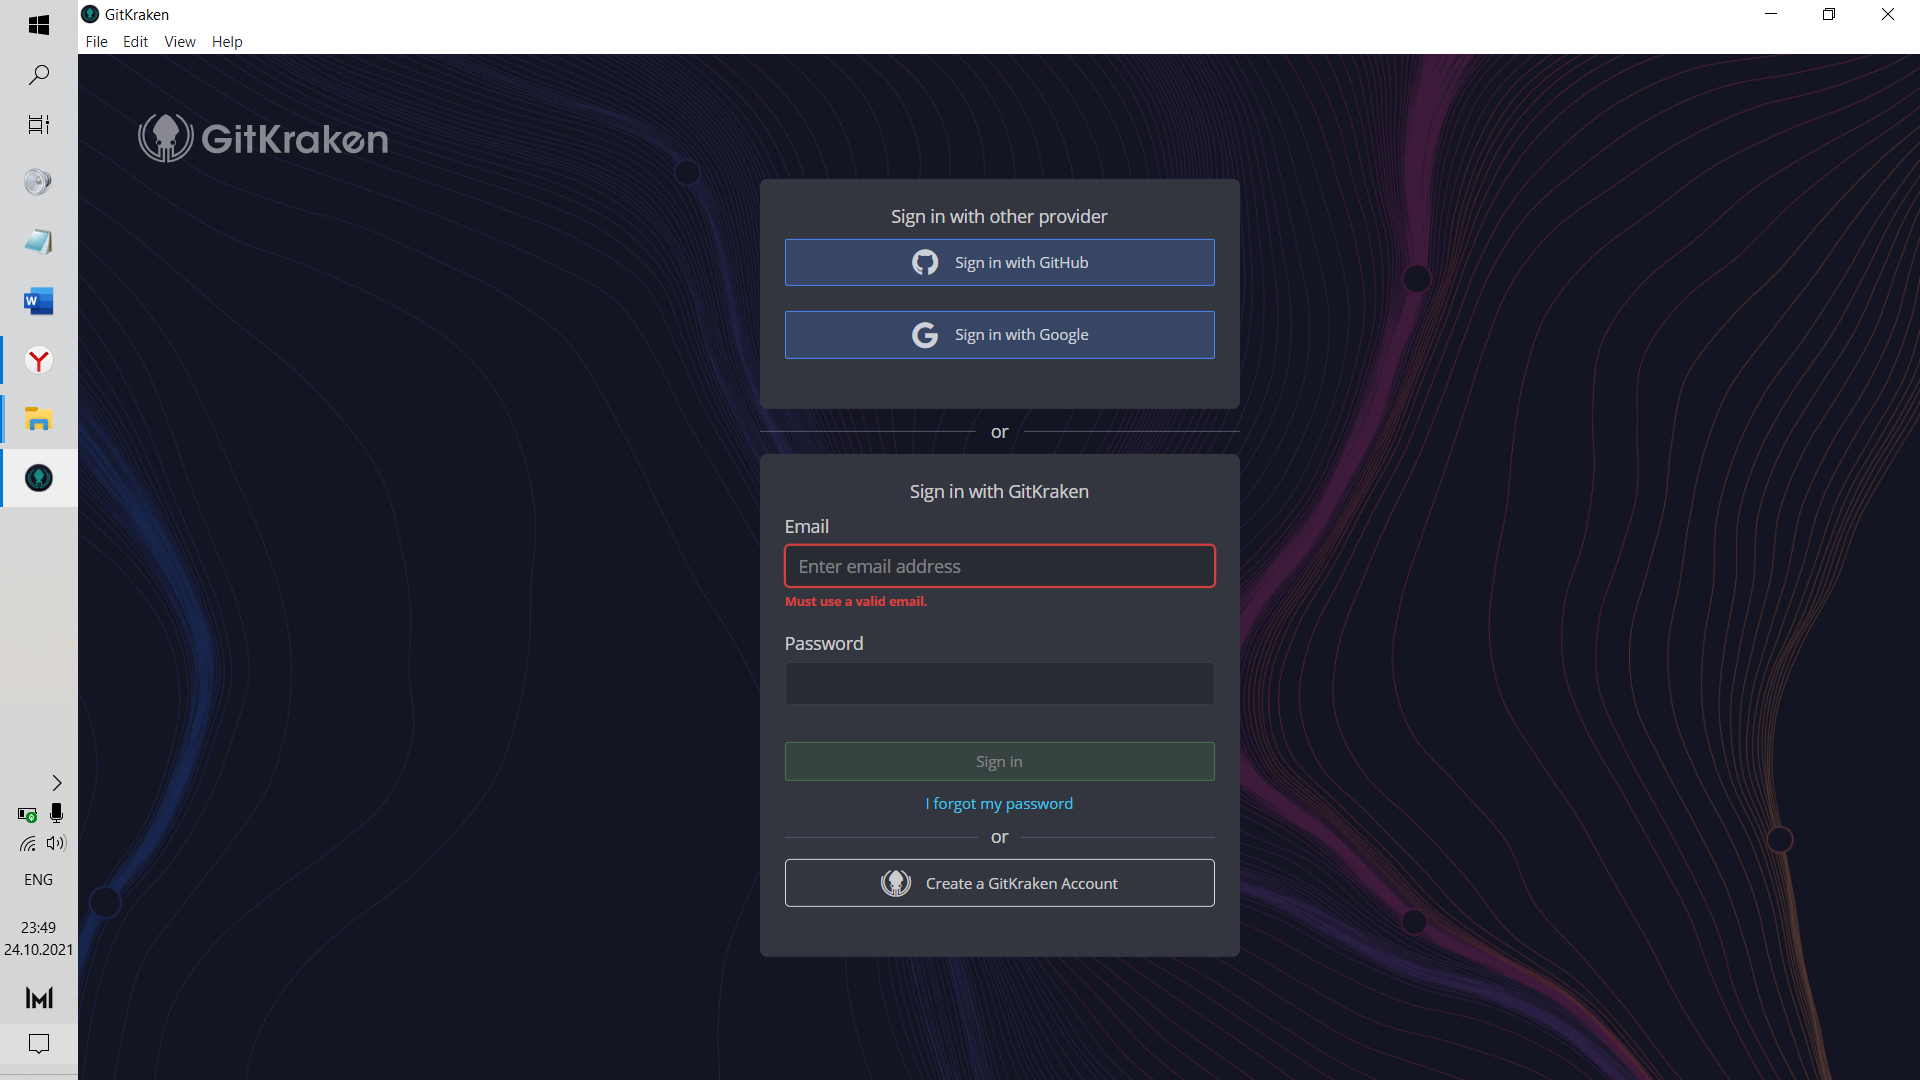 GitKraken
File Edit View Help
GitKraken
Sign in with other provider
Sign in with GitHub
Sign in with Google
or
Sign in with GitKraken
Email
Enter email address
Must use a valid email.
Password
Sign in
I forgot my password
or
Create a GitKraken Account
ENG
23:49
24.10.2021